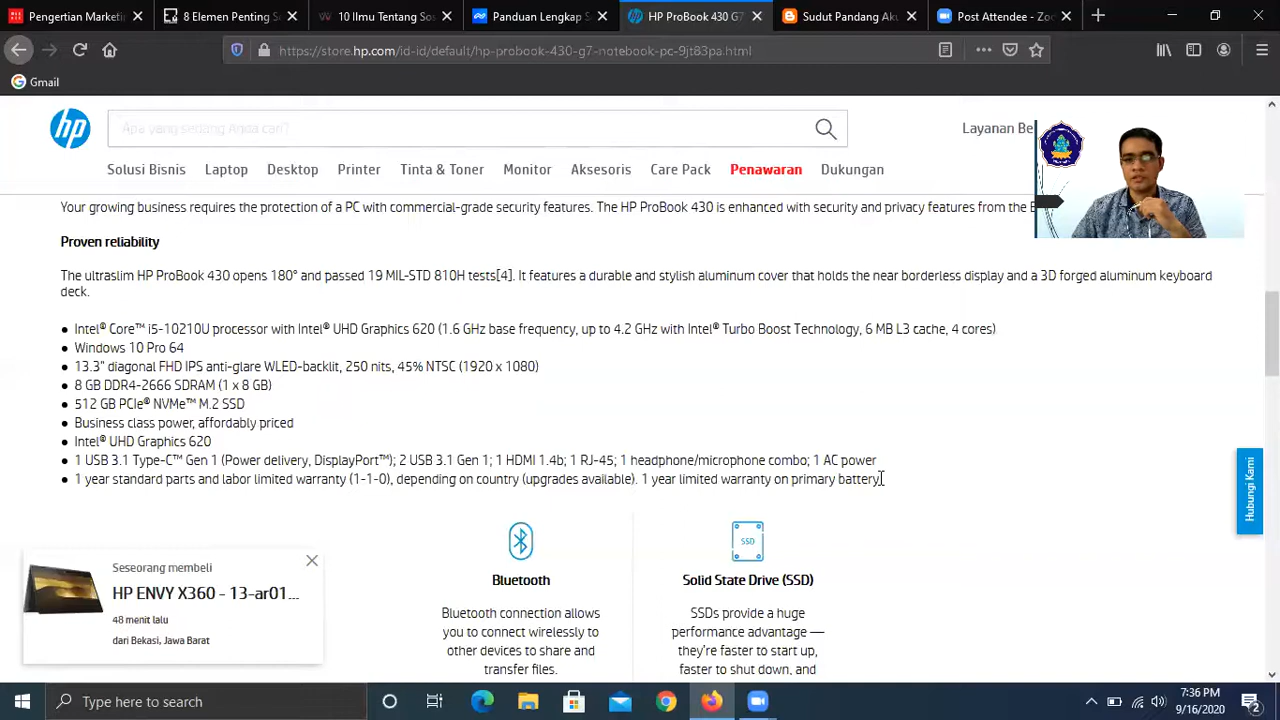 Pengertian Marketing
8 Elemen Penting S
10 Ilmu Tentang Sos
Panduan Lengkap S
HP ProBook 430 G7
Sudut Pandang Aku
Post Attendee - Zoo
https://store.hp.com/id-id/default/hp-probook-430-g7-notebook-pc-9jt83pa.html
Gmail
hp
Apa yang sedang Anda cari?
Layanan Be
Solusi Bisnis
Laptop
Desktop
Printer
Tinta & Toner
Monitor
Aksesoris
Care Pack
Penawaran
Dukungan
Your growing business requires the protection of a PC with commercial-grade security features. The HP ProBook 430 is enhanced with security and privacy features from the
Proven reliability
The ultraslim HP ProBook 430 opens 180° and passed 19 MIL-STD 810H tests[4]. It features a durable and stylish aluminum cover that holds the near borderless display and a 3D forged aluminum keyboard
deck.
● Intel® Core™ i5-10210U processor with Intel® UHD Graphics 620 (1.6 GHz base frequency, up to 4.2 GHz with Intel® Turbo Boost Technology, 6 MB L3 cache, 4 cores)
● Windows 10 Pro 64
● 13.3" diagonal FHD IPS anti-glare WLED-backlit, 250 nits, 45% NTSC (1920 x 1080)
● 8 GB DDR4-2666 SDRAM (1 x 8 GB)
● 512 GB PCIe® NVMe™ M.2 SSD
● Business class power, affordably priced
● Intel® UHD Graphics 620
● 1 USB 3.1 Type-C™ Gen 1 (Power delivery, DisplayPort™); 2 USB 3.1 Gen 1; 1 HDMI 1.4b; 1 RJ-45; 1 headphone/microphone combo; 1 AC power
● 1 year standard parts and labor limited warranty (1-1-0), depending on country (upgrades available). 1 year limited warranty on primary battery.
Hubungi Kami
SSD
Bluetooth
Bluetooth connection allows
you to connect wirelessly to
other devices to share and
transfer files.
Solid State Drive (SSD)
SSDs provide a huge
performance advantage —
they're faster to start up,
faster to shut down, and
Seseorang membeli
HP ENVY X360 - 13-ar01...
48 menit lalu
dari Bekasi, Jawa Barat
Type here to search
7:36 PM
9/16/2020
2